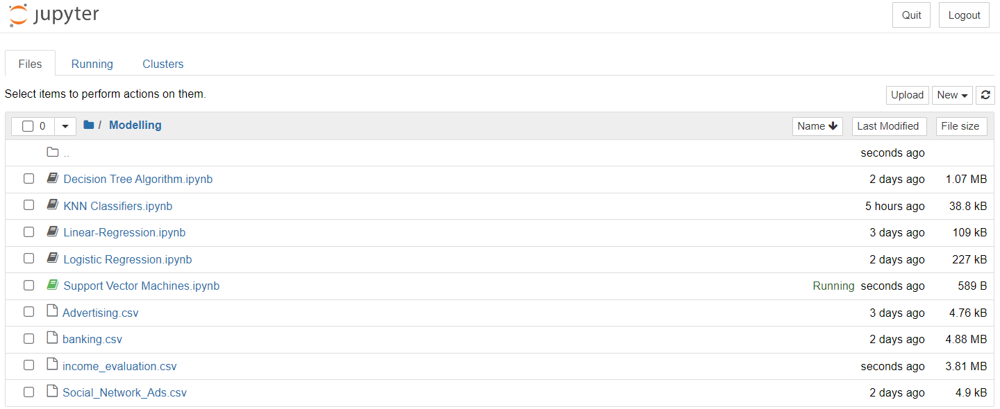 jupyter Quit Logout
Files Running Clusters
Select items to perform actions on them. Upload New
0 / Modelling Name Last Modified File size
.. seconds ago
Decision Tree Algorithm.ipynb 2 days ago 1.07 MB
KNN Classifiers.ipynb 5 hours ago 38.8 kB
Linear-Regression.ipynb 3 days ago 109 kB
Logistic Regression.ipynb 2 days ago 227 kB
Support Vector Machines.ipynb Running seconds ago 589 B
Advertising.csv 3 days ago 4.76 kB
banking.csv 2 days ago 4.88 MB
income_evaluation.csv seconds ago 3.81 MB
Social_Network_Ads.csv 2 days ago 4.9 kB